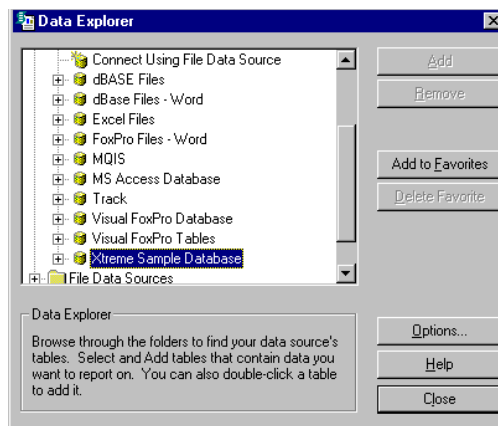 Data Explorer
Connect Using File Data Source
dBASE Files
dBase Files - Word
Excel Files
FoxPro Files - Word
MQIS
MS Access Database
Track
Visual FoxPro Database
Visual FoxPro Tables
Xtreme Sample Database
File Data Sources
Add
Remove
Add to Favorites
Delete Favorite
Data Explorer
Browse through the folders to find your data source's
tables. Select and Add tables that contain data you
want to report on. You can also double-click a table
to add it.
Options...
Help
Close